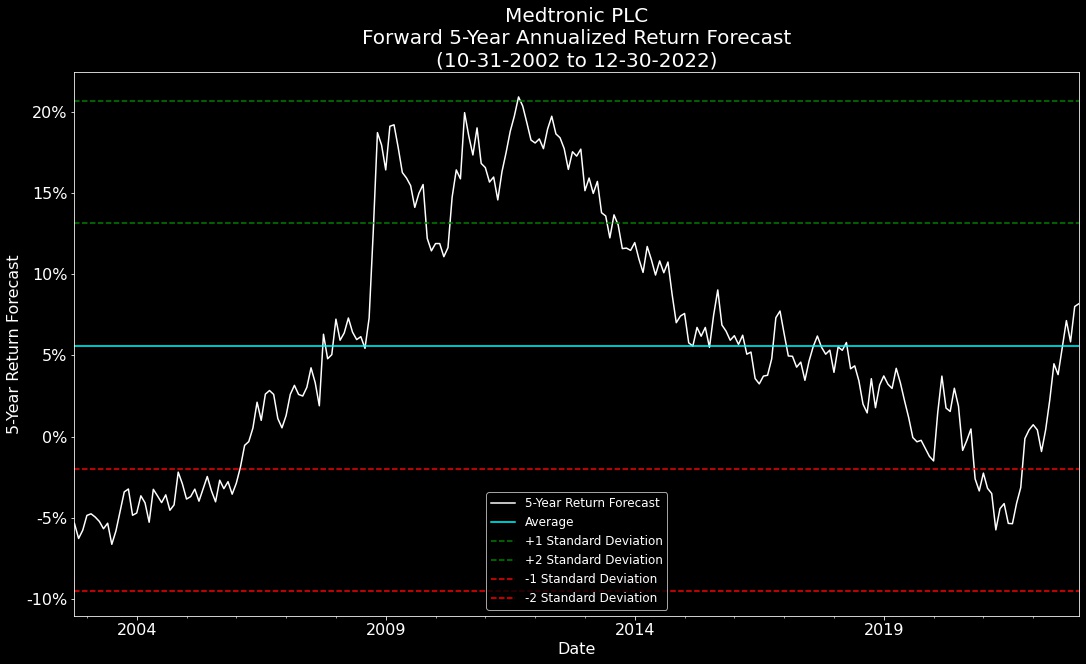 Medtronic PLC
Forward 5-Year Annualized Return Forecast
(10-31-2002 to 12-30-2022)
5-Year Return Forecast
20%
15%
10%
5%
0%
-5%
-10%
5-Year Return Forecast
Average
+1 Standard Deviation
+2 Standard Deviation
-1 Standard Deviation
-2 Standard Deviation
2004 2009 2014 2019
Date